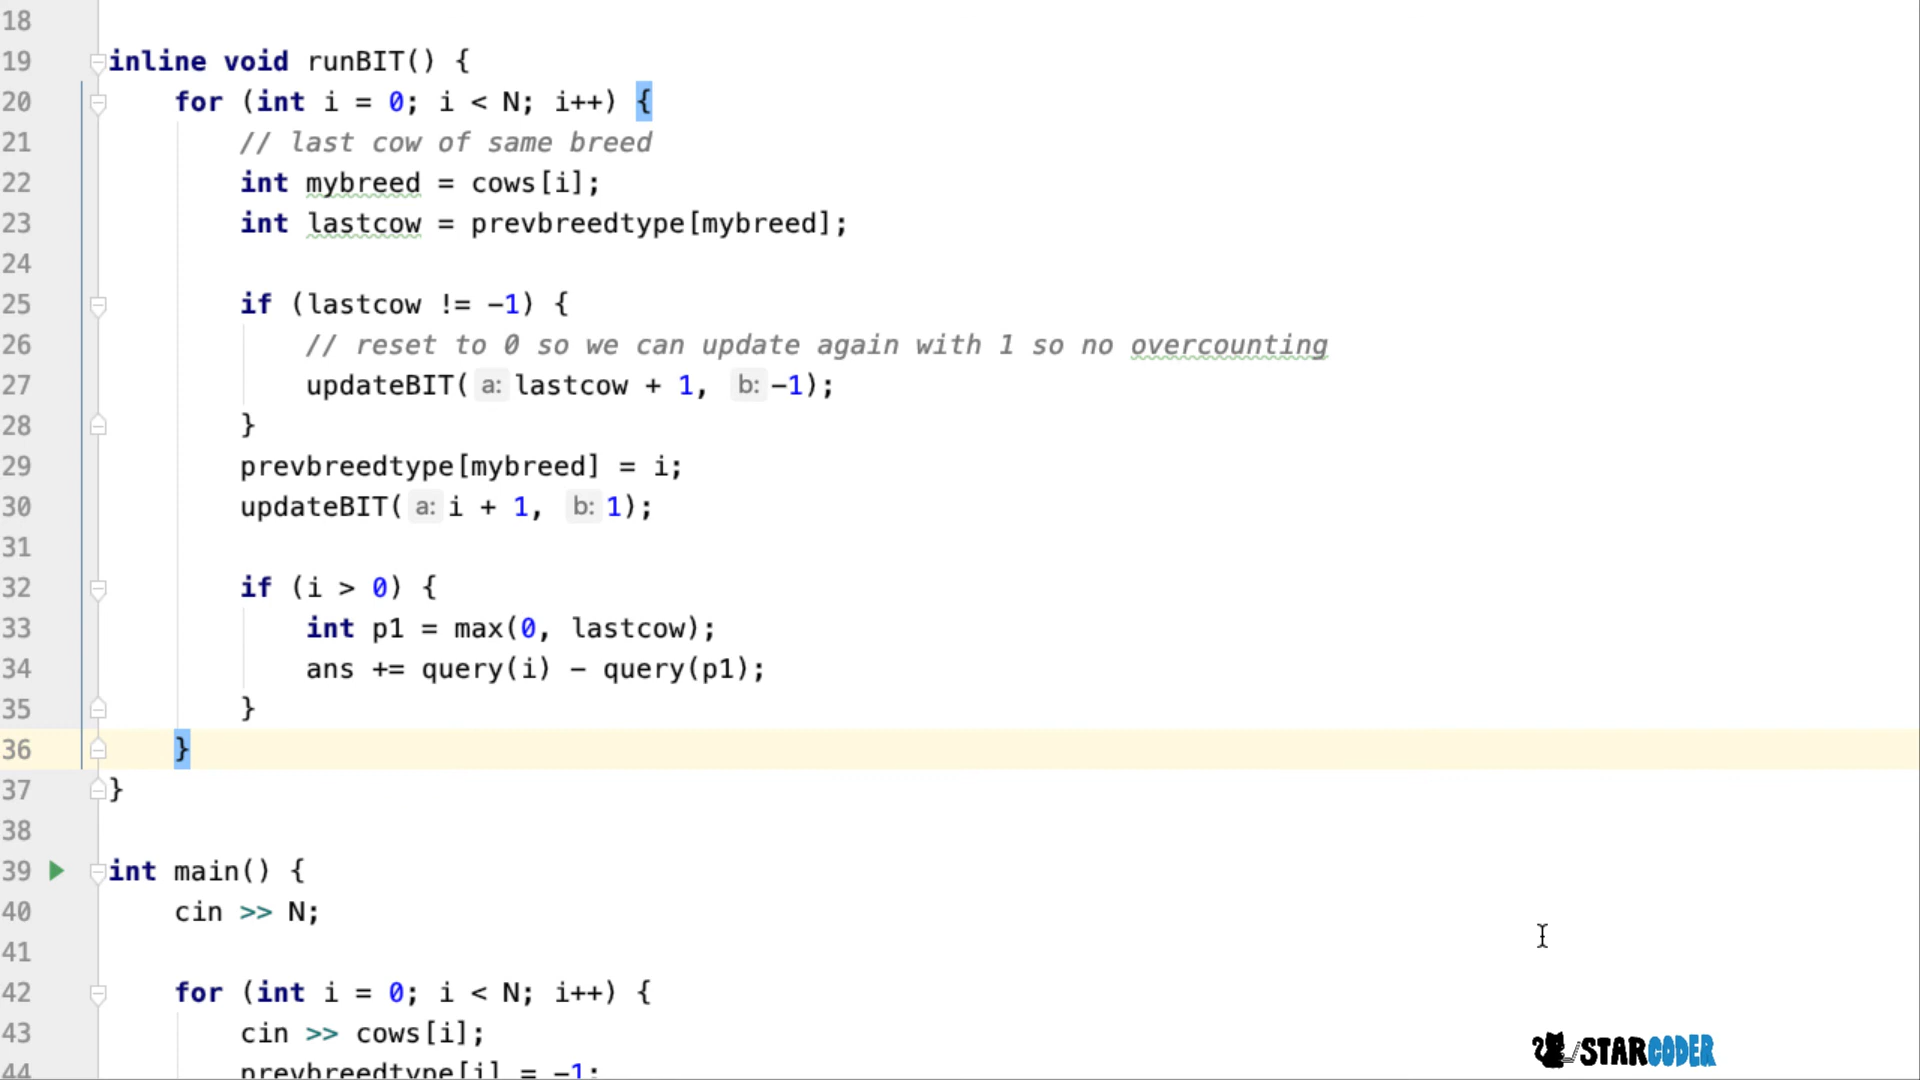 18
19 inline void runBIT() {
20 for (int i = 0; i < N; i++) {
21 // last cow of same breed
22 int mybreed = cows[i];
23 int lastcow = prevbreedtype[mybreed];
24
25 if (lastcow != -1) {
26 // reset to 0 so we can update again with 1 so no overcounting
27 updateBIT( a: lastcow + 1, b: -1);
28 }
29 prevbreedtype[mybreed] = i;
30 updateBIT( a: i + 1, b: 1);
31
32 if (i > 0) {
33 int p1 = max(0, lastcow);
34 ans += query(i) - query(p1);
35 }
36 }
37 }
38
39 int main() {
40 cin >> N;
41
42 for (int i = 0; i < N; i++) {
43 cin >> cows[i];
44 prevbreedtype[i] = -1;
STARCODER